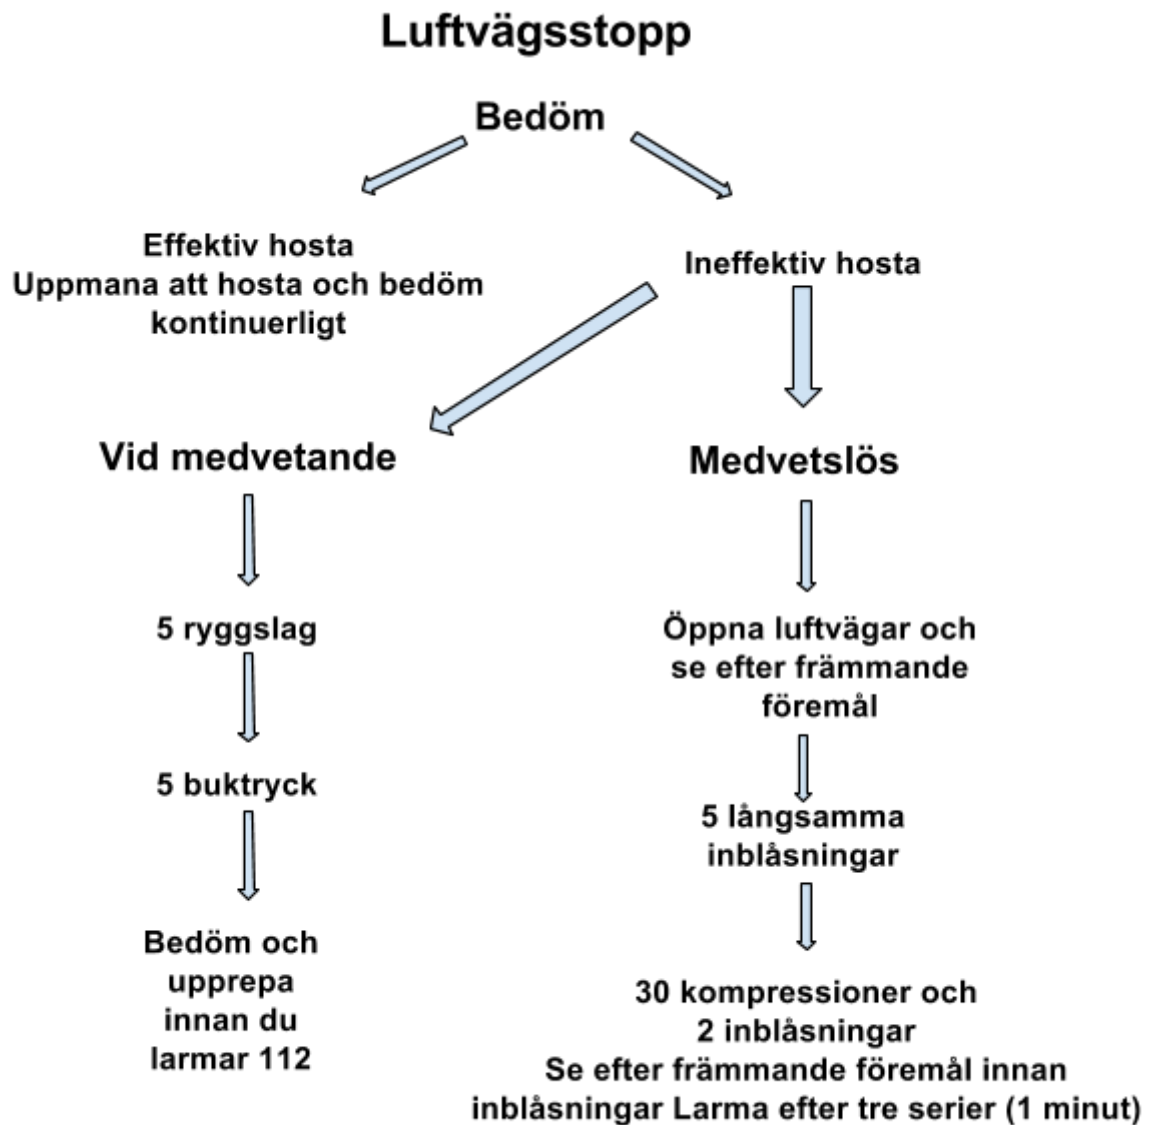 Luftvägsstopp
Bedöm
Effektiv hosta
Uppmana att hosta och bedöm
kontinuerligt
Ineffektiv hosta
Vid medvetande
5 ryggslag
5 buktryck
Bedöm och
upprepa
innan du
larmar 112
Medvetslös
Öppna luftvägar och
se efter främmande
föremål
5 långsamma
inblåsningar
30 kompressioner och
2 inblåsningar
Se efter främmande föremål innan
inblåsningar Larma efter tre serier (1 minut)